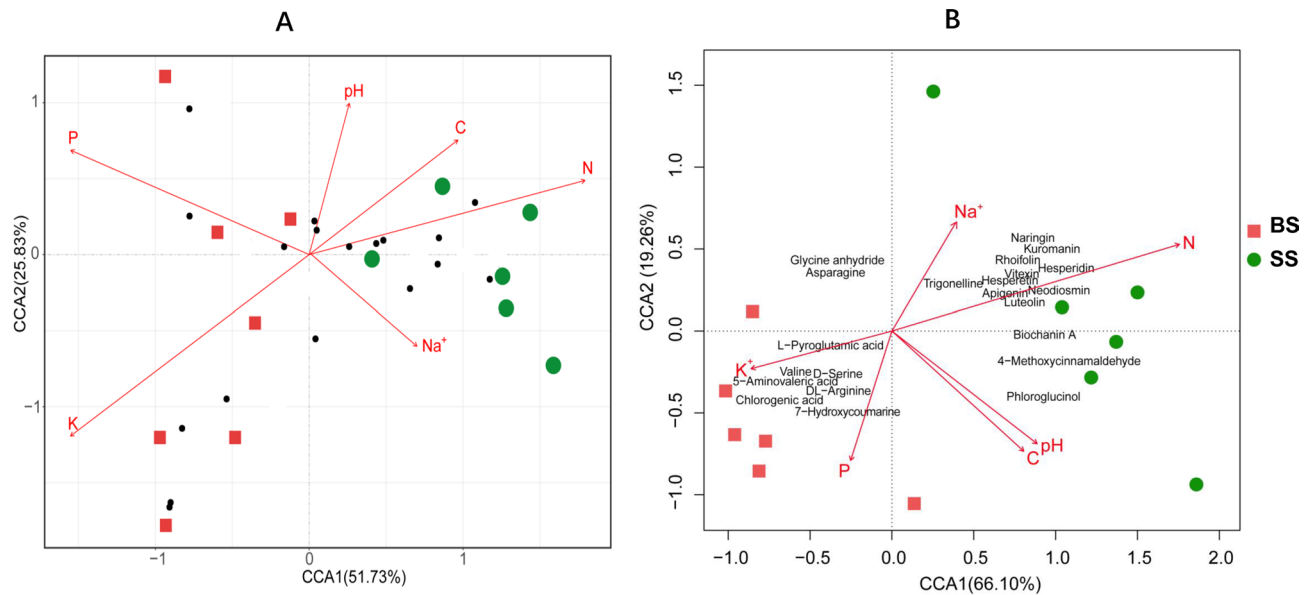 A
pH
C
P
N
Na+
K
1
0
−1
−1
0
1
CCA2(25.83%)
CCA1(51.73%)
B
Na+
N
Naringin
Kuromanin
Glycine anhydride
Rhoifolin
Hesperidin
Asparagine
Vitexin
Trigonelline
Hesperetin
Apigenin
Neodiosmin
Luteolin
Biochanin A
L−Pyroglutamic acid
4−Methoxycinnamaldehyde
K+
Valine
D−Serine
5−Aminovaleric acid
DL−Arginine
Chlorogenic acid
Phloroglucinol
7−Hydroxycoumarine
P
pH
C
1.5
1.0
0.5
0.0
−0.5
−1.0
−1.0
−0.5
0.0
0.5
1.0
1.5
2.0
CCA2 (19.26%)
CCA1(66.10%)
BS
SS